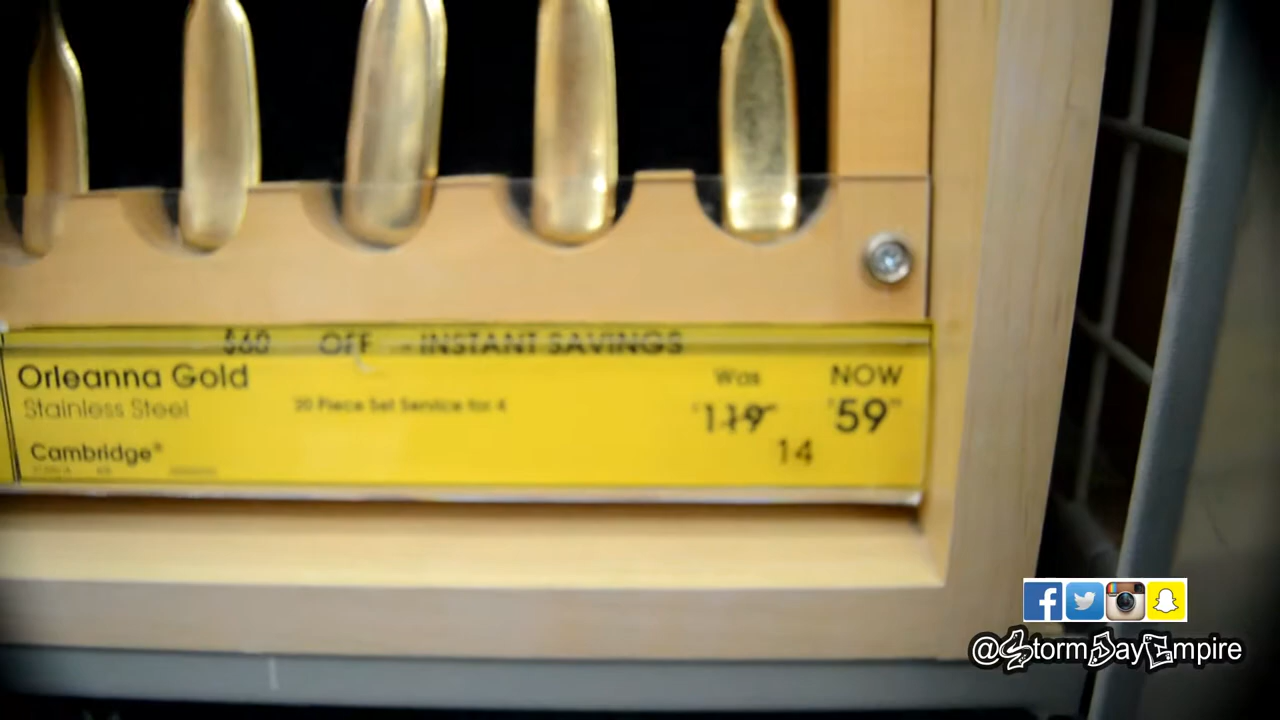 $60 OFF - INSTANT SAVINGS
Orleanna Gold
Stainless Steel
Cambridge®
20 Piece Set Service for 4
Was
119
14
NOW
59
@StormDayEmpire